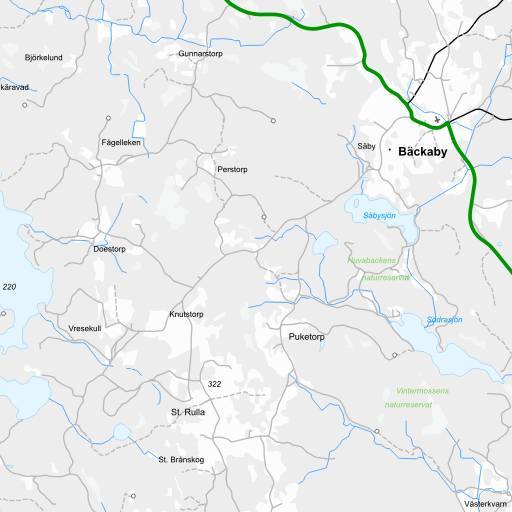 Gunnarstorp
Björkelund
käravad
Fågelleken
Säby
Bäckaby
Perstorp
Säbysjön
Doestorp
Huvabackens
naturreservat
220
Knutstorp
Södrasjön
Vresekull
Puketorp
322
Vintermossens
naturreservat
St. Rulla
St. Brånskog
Västerkvarn